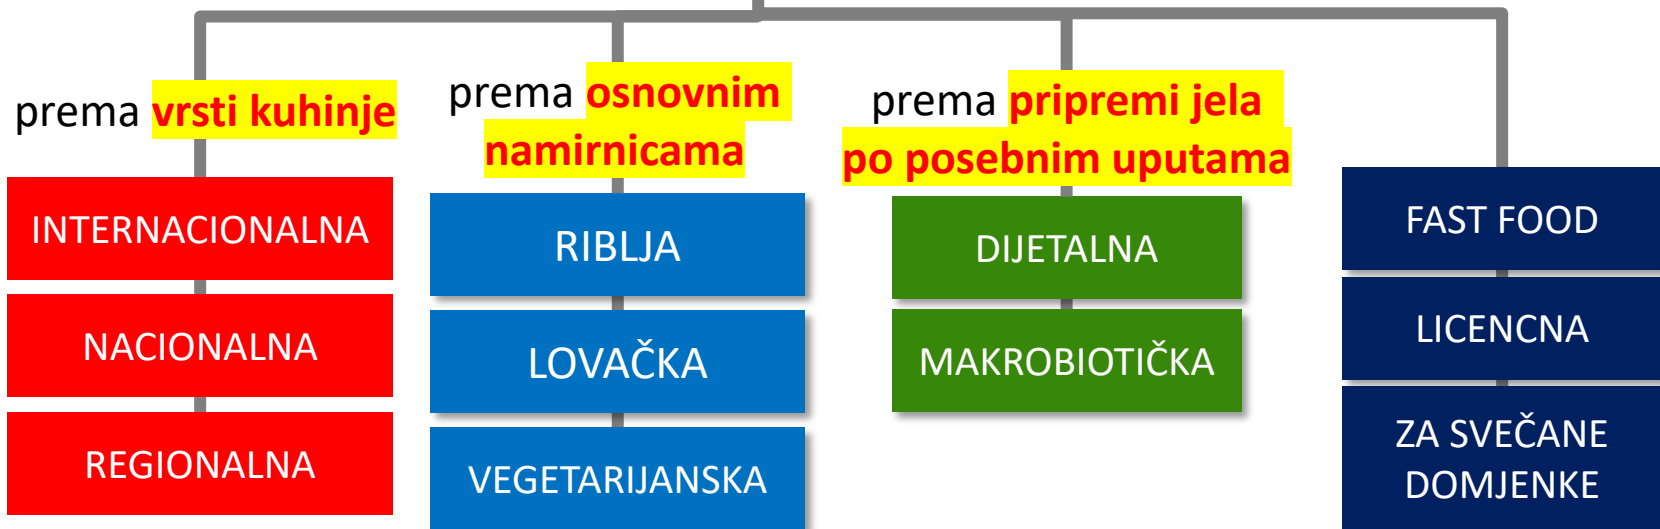 prema vrsti kuhinje
INTERNACIONALNA
NACIONALNA
REGIONALNA
prema osnovnim
namirnicama
RIBLJA
LOVAČKA
VEGETARIJANSKA
prema pripremi jela
po posebnim uputama
DIJETALNA
MAKROBIOTIČKA
FAST FOOD
LICENCNA
ZA SVEČANE
DOMJENKE